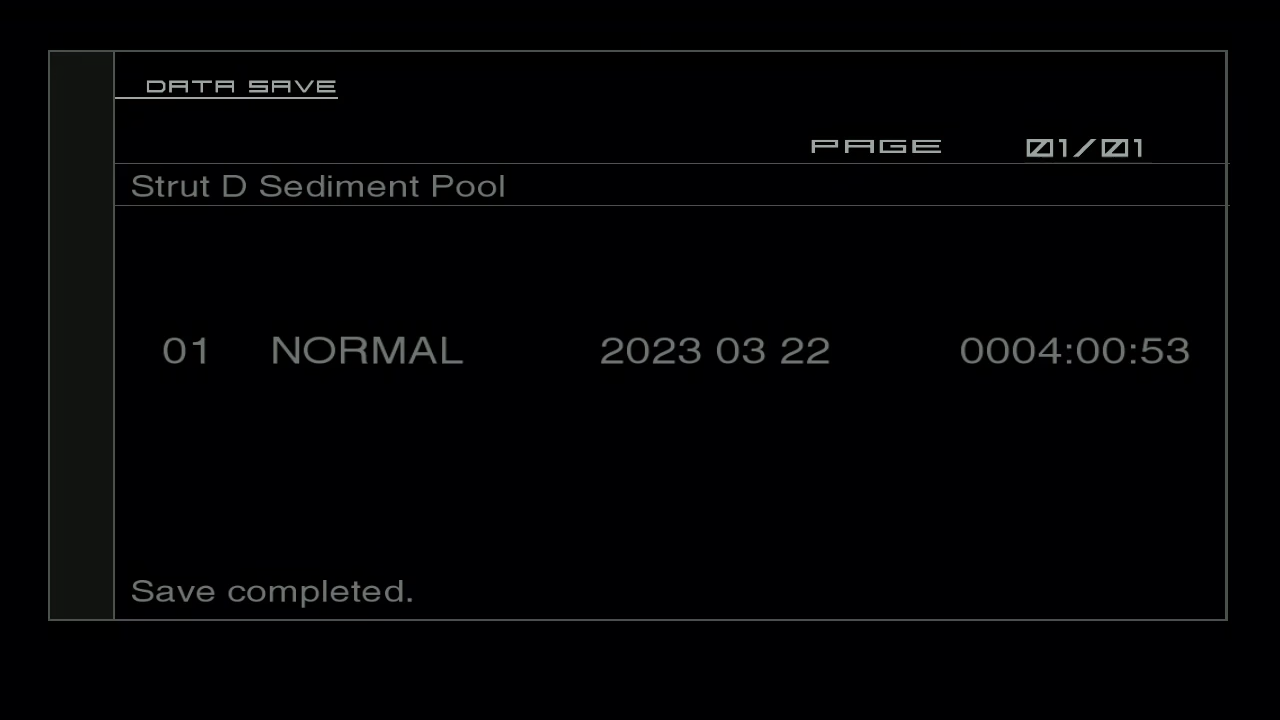 DATA SAVE
PAGE 01/01
Strut D Sediment Pool
01 NORMAL 2023 03 22 0004:00:53
Save completed.